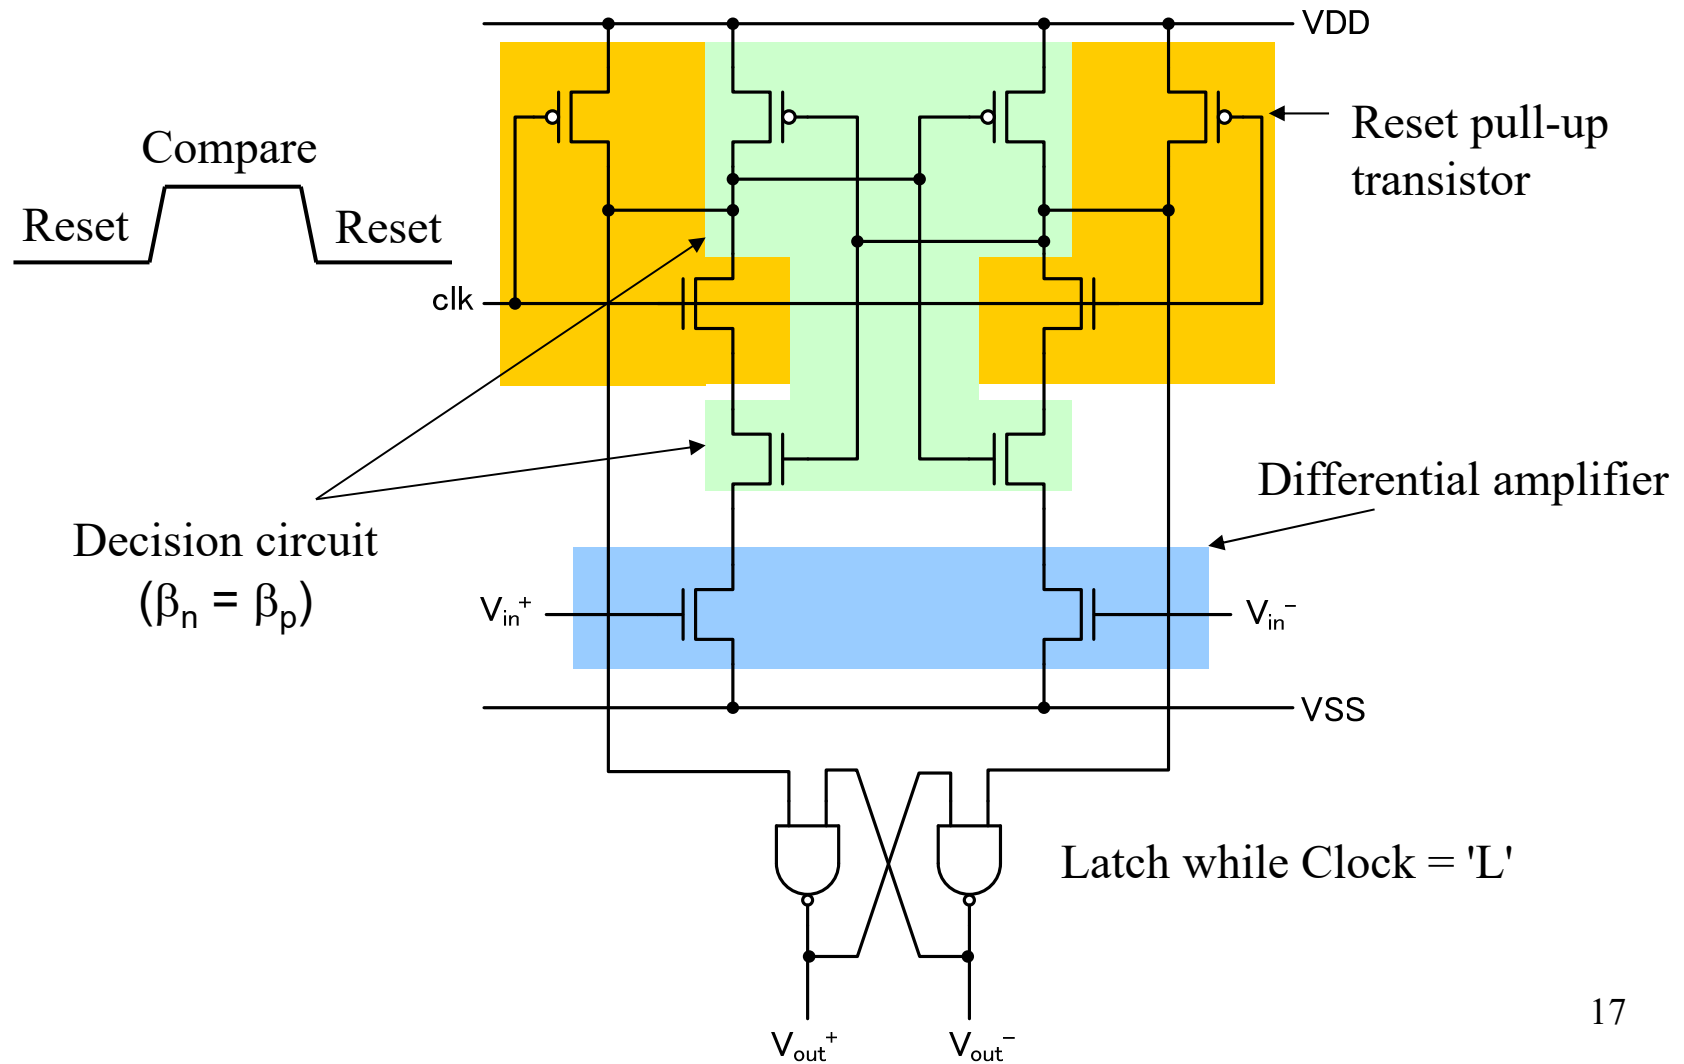 VDD
Compare
Reset
Reset
Reset pull-up
transistor
clk
Differential amplifier
Decision circuit
(βn = βp)
Vin+
Vin−
VSS
Latch while Clock = 'L'
Vout+
Vout−
17